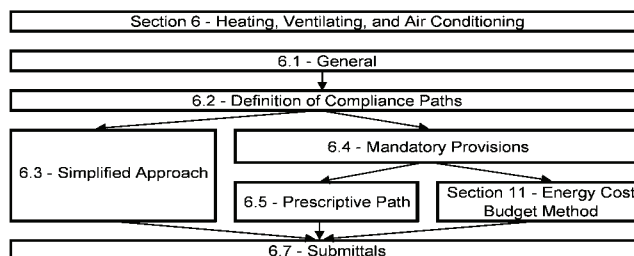 Section 6 - Heating, Ventilating, and Air Conditioning
6.1 - General
6.2 - Definition of Compliance Paths
6.3 - Simplified Approach
6.4 - Mandatory Provisions
6.5 - Prescriptive Path
Section 11 - Energy Cost
Budget Method
6.7 - Submittals